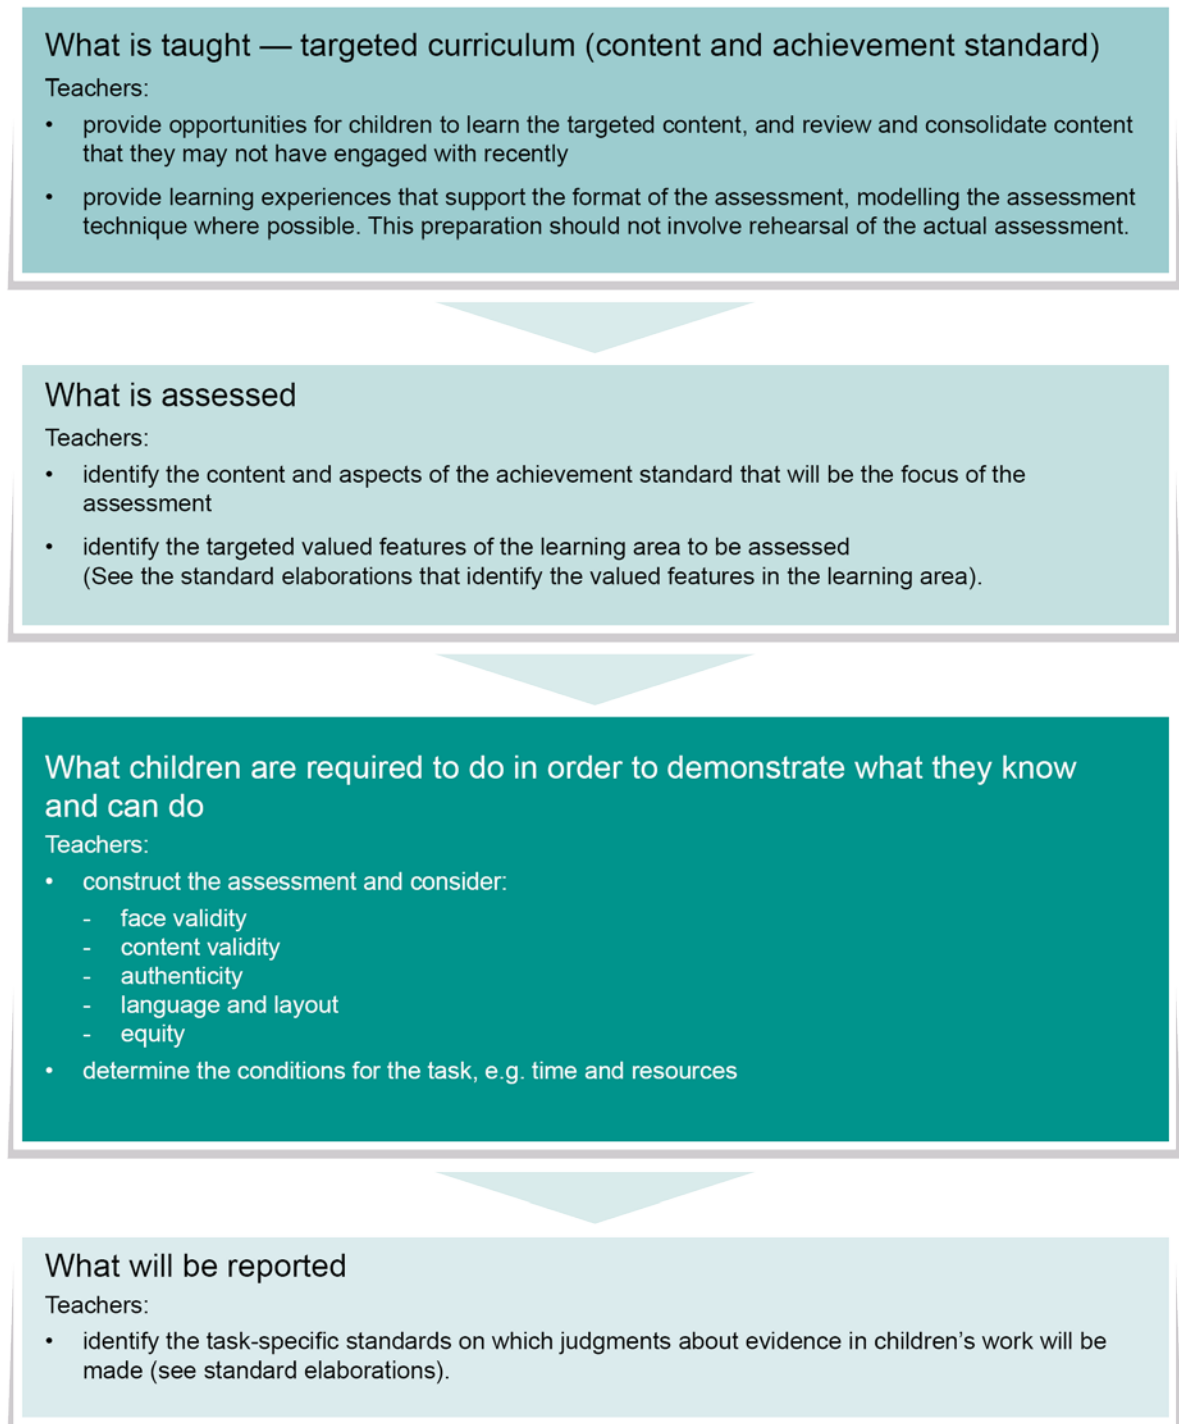 What is taught — targeted curriculum (content and achievement standard)
Teachers:
• provide opportunities for children to learn the targeted content, and review and consolidate content
that they may not have engaged with recently
• provide learning experiences that support the format of the assessment, modelling the assessment
technique where possible. This preparation should not involve rehearsal of the actual assessment.
What is assessed
Teachers:
• identify the content and aspects of the achievement standard that will be the focus of the
assessment
• identify the targeted valued features of the learning area to be assessed
(See the standard elaborations that identify the valued features in the learning area).
What children are required to do in order to demonstrate what they know
and can do
Teachers:
• construct the assessment and consider:
- face validity
- content validity
- authenticity
- language and layout
- equity
• determine the conditions for the task, e.g. time and resources
What will be reported
Teachers:
• identify the task-specific standards on which judgments about evidence in children’s work will be
made (see standard elaborations).